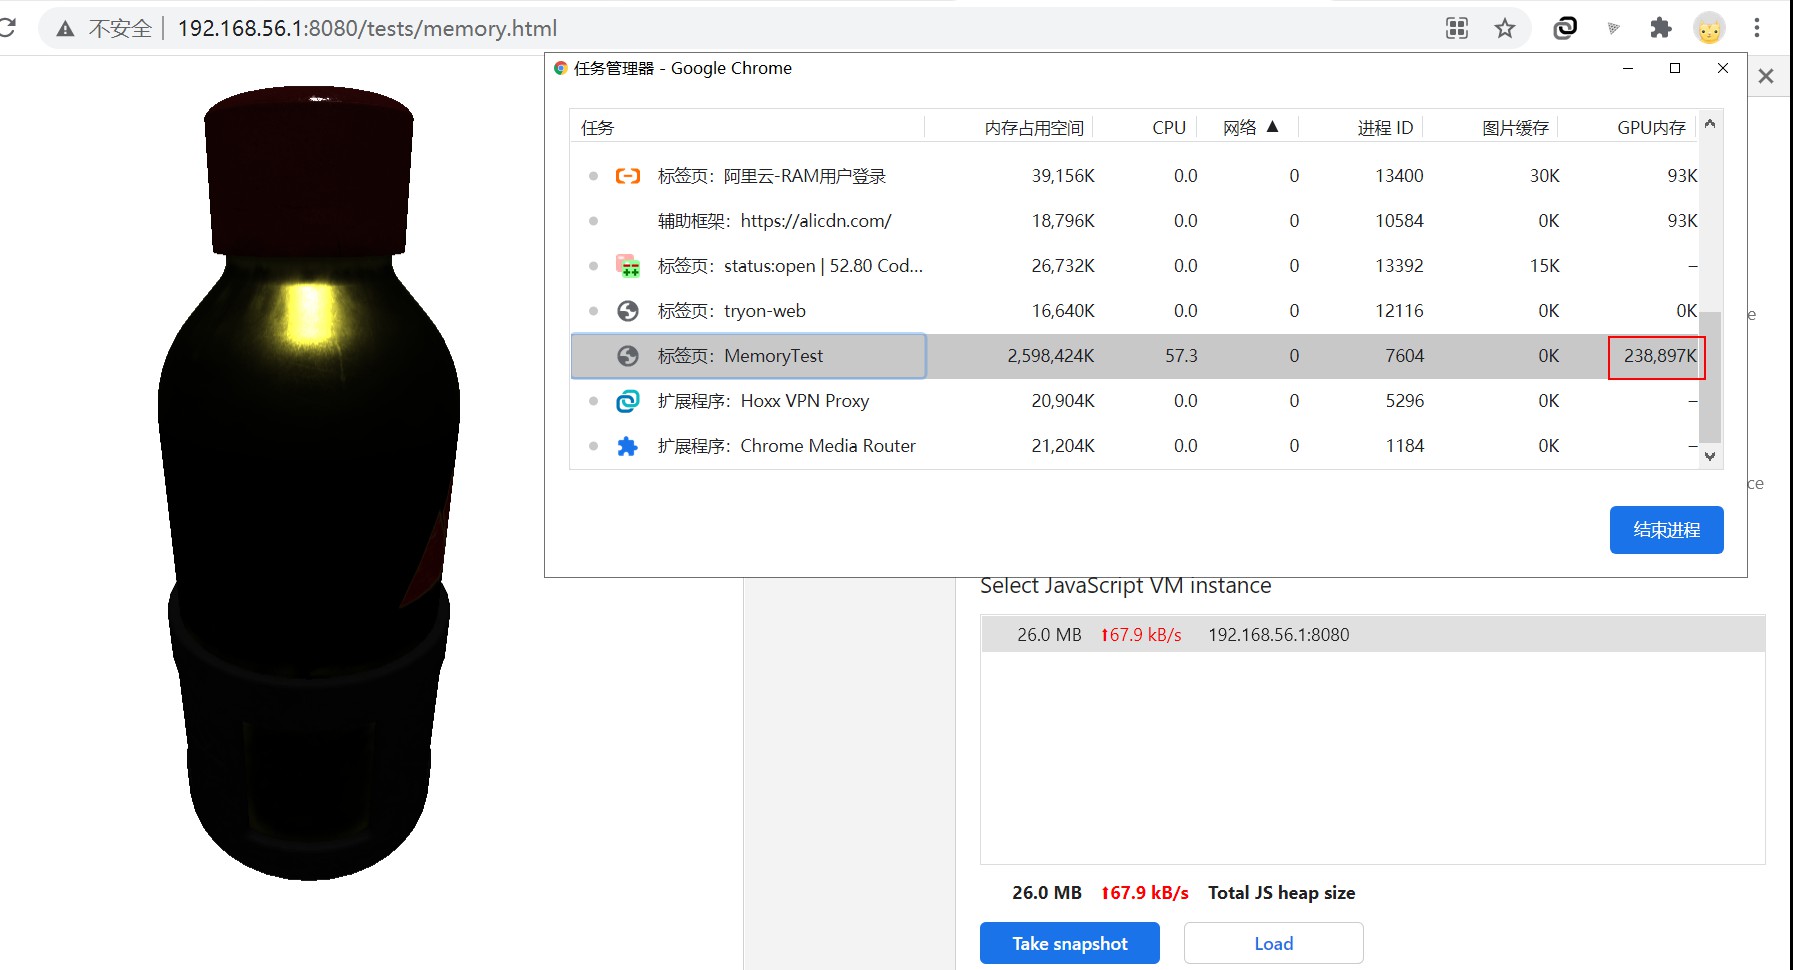 不安全 192.168.56.1:8080/tests/memory.html
任务管理器 - Google Chrome
任务 内存占用空间 CPU 网络 ▲ 进程 ID 图片缓存 GPU内存
标签页：阿里云-RAM用户登录 39,156K 0.0 0 13400 30K 93K
辅助框架：https://alicdn.com/ 18,796K 0.0 0 10584 0K 93K
标签页：status:open | 52.80 Cod... 26,732K 0.0 0 13392 15K –
标签页：tryon-web 16,640K 0.0 0 12116 0K 0K
标签页：MemoryTest 2,598,424K 57.3 0 7604 0K 238,897K
扩展程序：Hoxx VPN Proxy 20,904K 0.0 0 5296 0K –
扩展程序：Chrome Media Router 21,204K 0.0 0 1184 0K –
e
ce
结束进程
Select JavaScript VM instance
26.0 MB ⬆67.9 kB/s 192.168.56.1:8080
26.0 MB ⬆67.9 kB/s Total JS heap size
Take snapshot Load